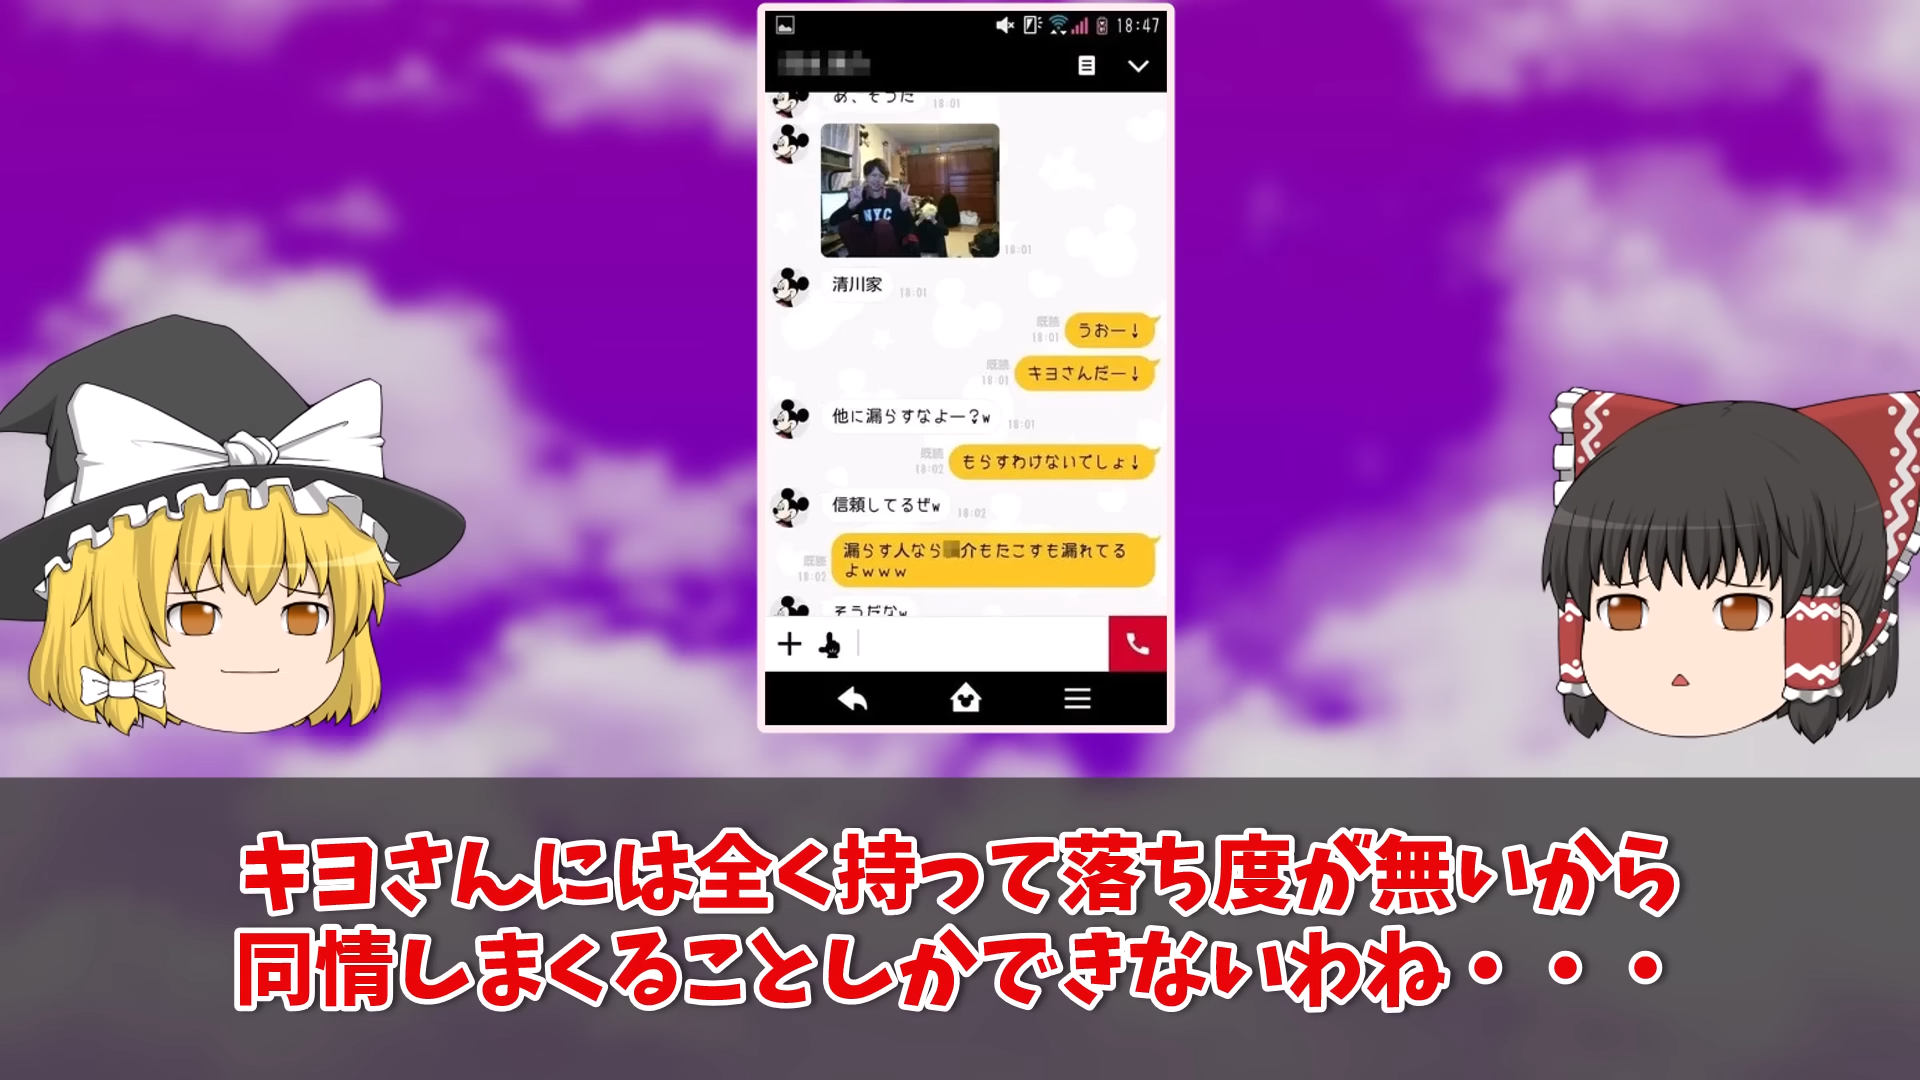 18:47
あ、そうだ
18:01
NYC
18:01
清川家
18:01
既読
18:01
うおー！
既読
18:01
キヨさんだー！
他に漏らすなよー？w
18:01
既読
18:02
もらすわけないでしょ！
信頼してるぜw
18:02
漏らす人なら 介もたこすも漏れてる
よｗｗｗ
既読
18:02
そうだなw
キヨさんには全く持って落ち度が無いから
同情しまくることしかできないわね・・・